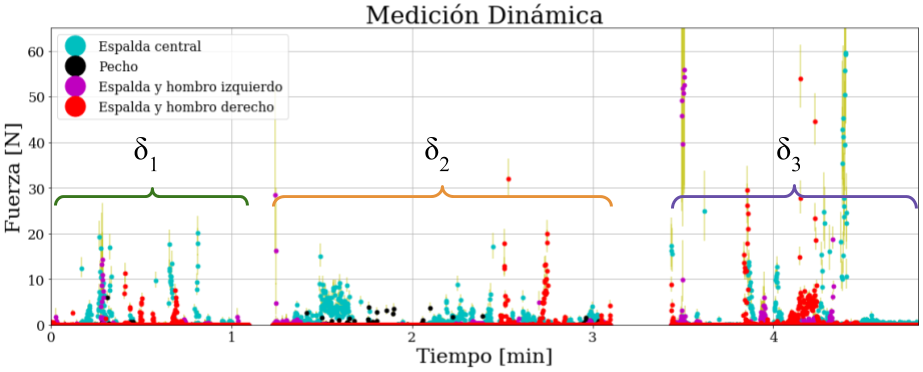 Medición Dinámica
Fuerza [N]
60
50
40
30
20
10
0
Espalda central
Pecho
Espalda y hombro izquierdo
Espalda y hombro derecho
δ1
δ2
δ3
0 1 2 3 4
Tiempo [min]